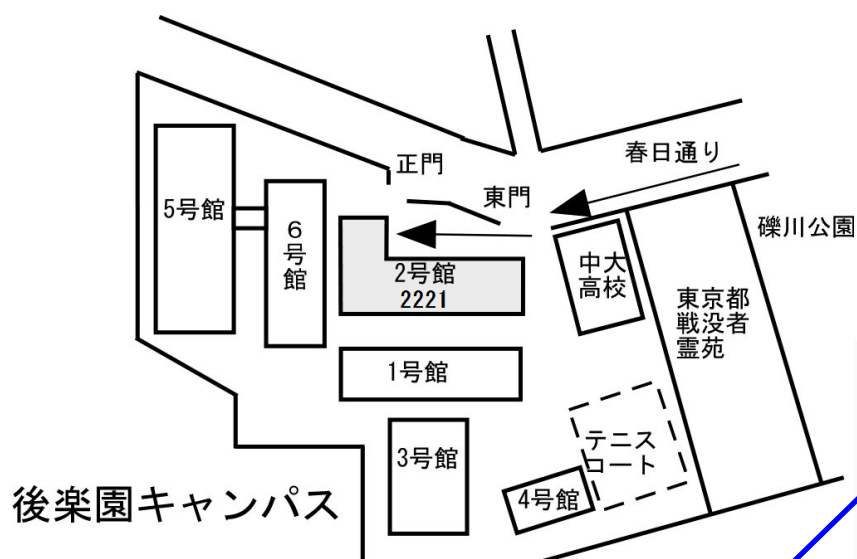 正門
春日通り
東門
5号館
6
号
館
礫川公園
2号館
2221
中大
高校
東京都
戦没者
霊苑
1号館
テニス
コート
3号館
4号館
後楽園キャンパス